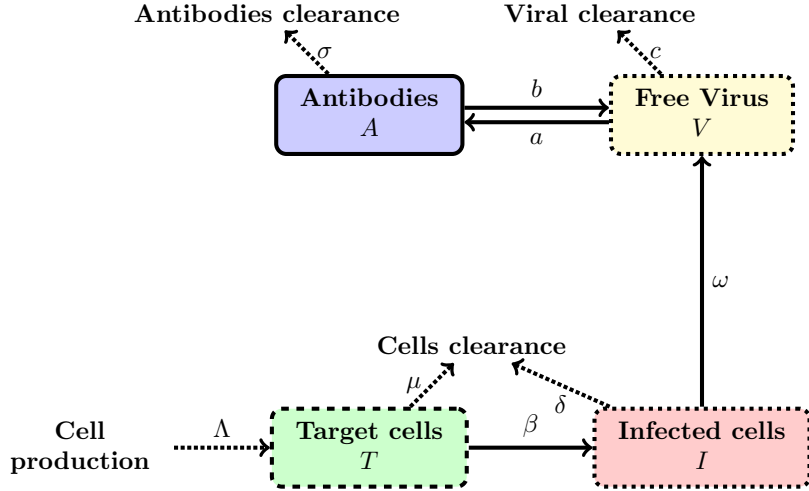 Antibodies clearance
Viral clearance
σ
c
Antibodies
A
b
a
Free Virus
V
ω
Cells clearance
μ
δ
Cell
production
Λ
Target cells
T
β
Infected cells
I